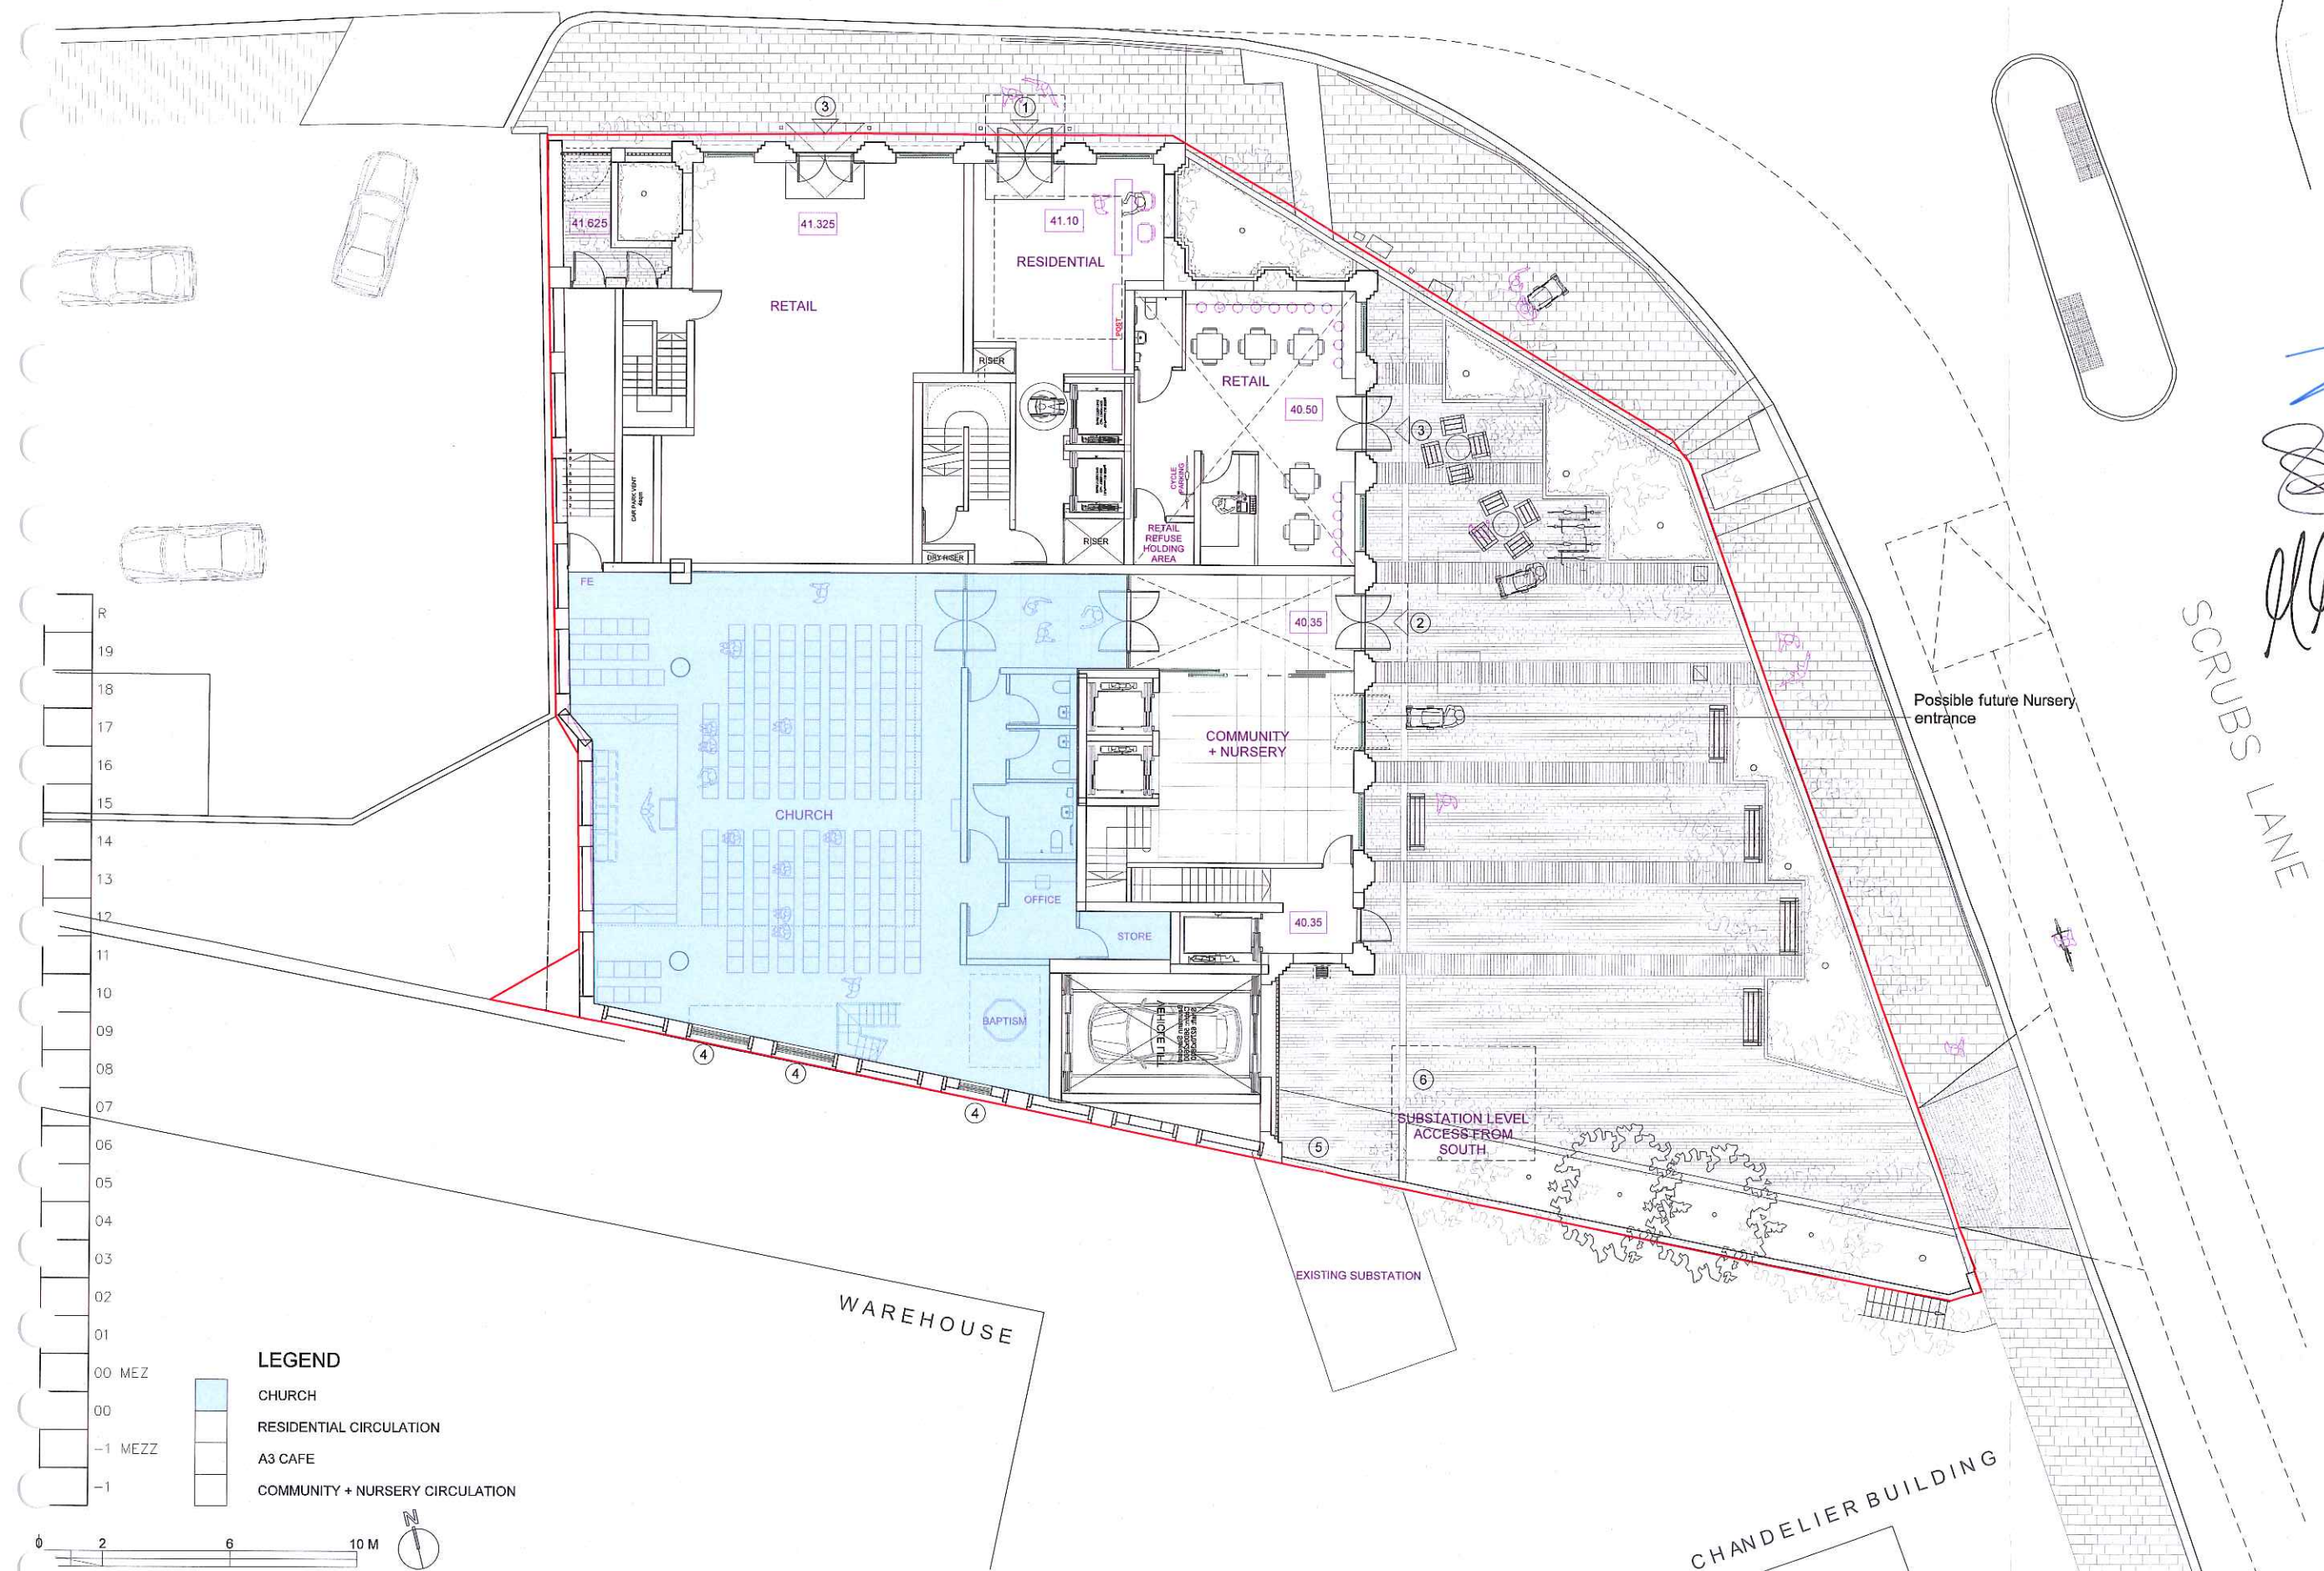 3
1
41.625
41.325
41.10
RESIDENTIAL
RETAIL
POST
RISER
RETAIL
40.50
3
CYCLE
PARKING
CAR PARK VENT
RETAIL
REFUSE
HOLDING
AREA
RISER
DRY RISER
FE
40.35
2
R
19
18
17
16
15
14
13
12
11
10
09
08
07
06
05
04
03
02
01
00 MEZ
00
-1 MEZZ
-1
Possible future Nursery
entrance
SCRUBS LANE
COMMUNITY
+ NURSERY
CHURCH
OFFICE
STORE
40.35
BAPTISM
VEHICLE LIFT
4
4
4
6
SUBSTATION LEVEL
ACCESS FROM
SOUTH
5
EXISTING SUBSTATION
WAREHOUSE
CHANDELIER BUILDING
LEGEND
CHURCH
RESIDENTIAL CIRCULATION
A3 CAFE
COMMUNITY + NURSERY CIRCULATION
N
0 2 6 10 M